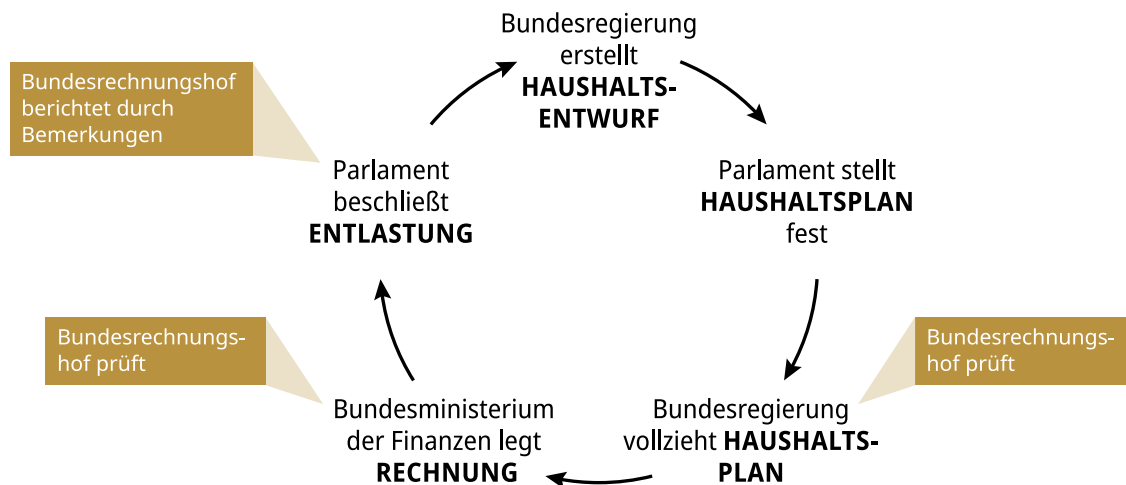 Bundesregierung
erstellt
HAUSHALTS-
ENTWURF
Bundesrechnungshof
berichtet durch
Bemerkungen
Parlament
beschließt
ENTLASTUNG
Parlament stellt
HAUSHALTSPLAN
fest
Bundesrechnungs-
hof prüft
Bundesrechnungs-
hof prüft
Bundesministerium
der Finanzen legt
RECHNUNG
Bundesregierung
vollzieht HAUSHALTS-
PLAN